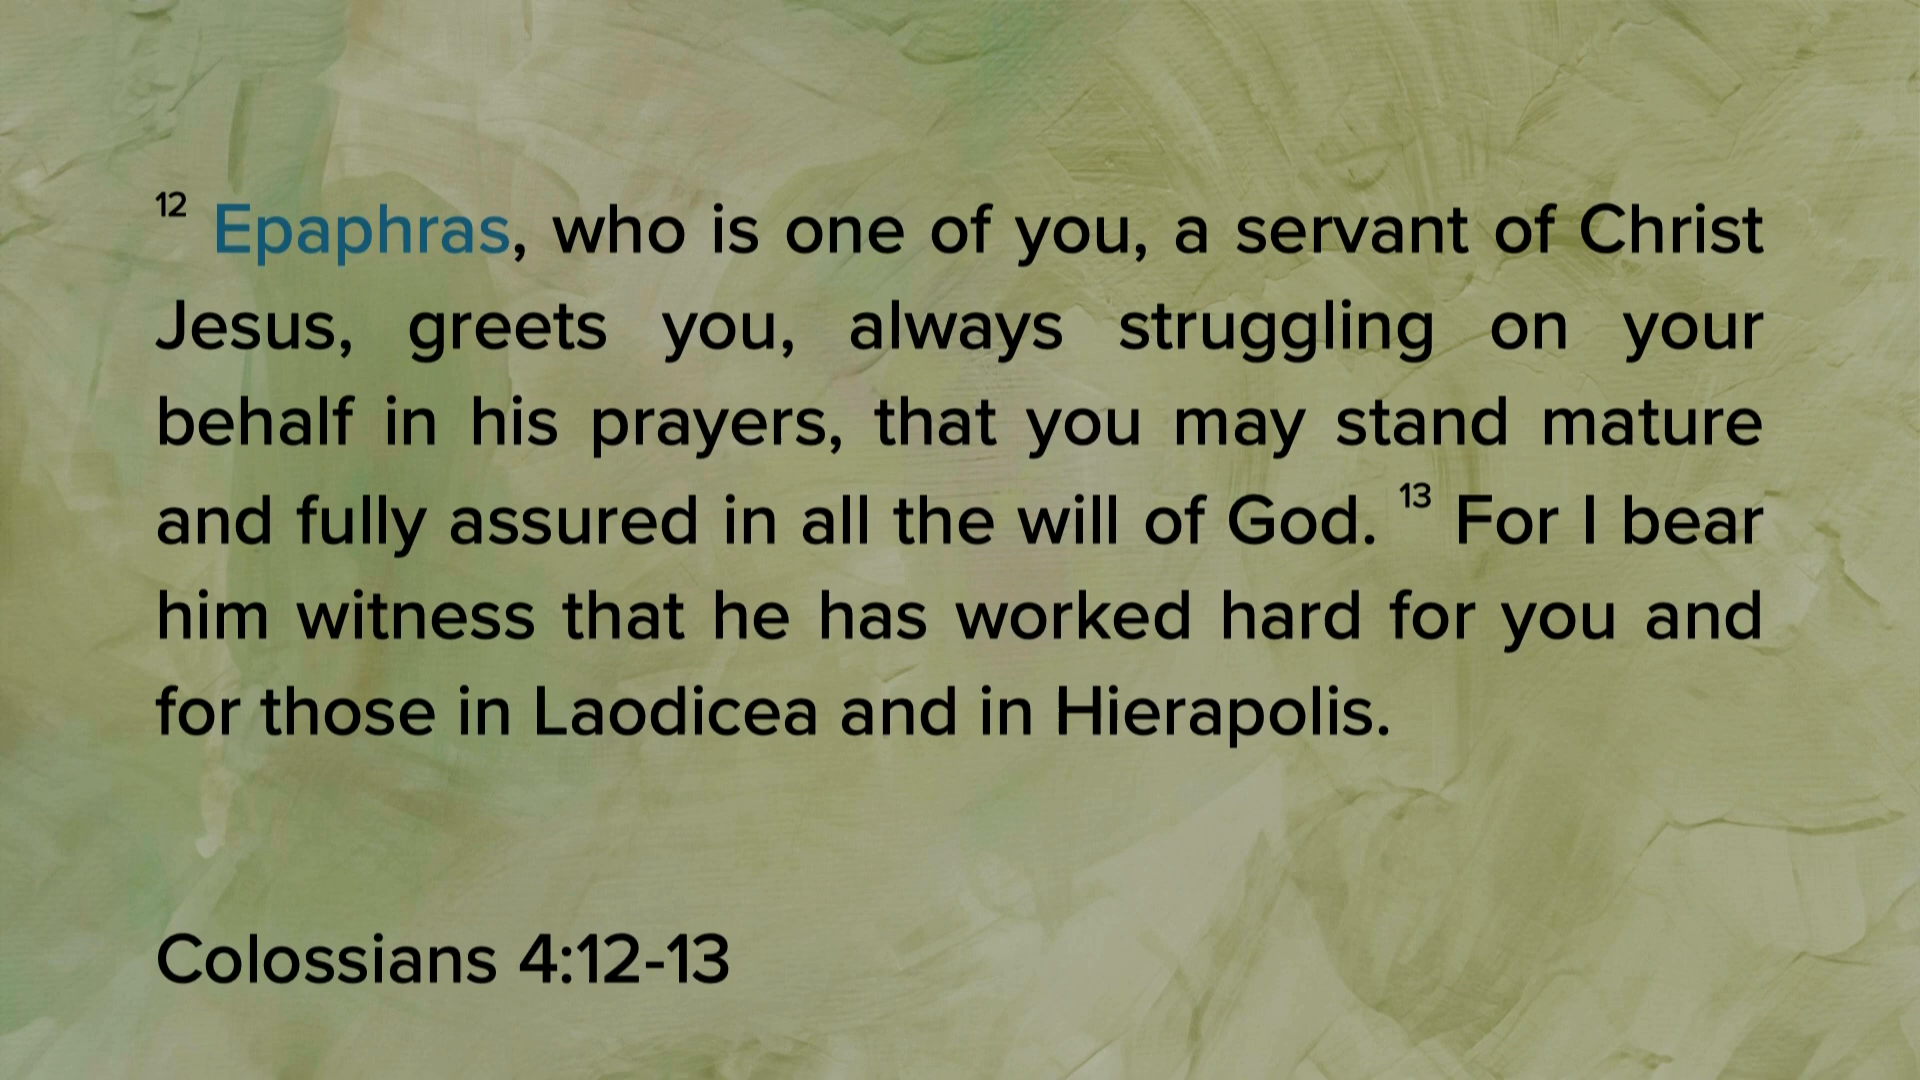 12 Epaphras, who is one of you, a servant of Christ
Jesus, greets you, always struggling on your
behalf in his prayers, that you may stand mature
and fully assured in all the will of God. 13 For I bear
him witness that he has worked hard for you and
for those in Laodicea and in Hierapolis.
Colossians 4:12-13